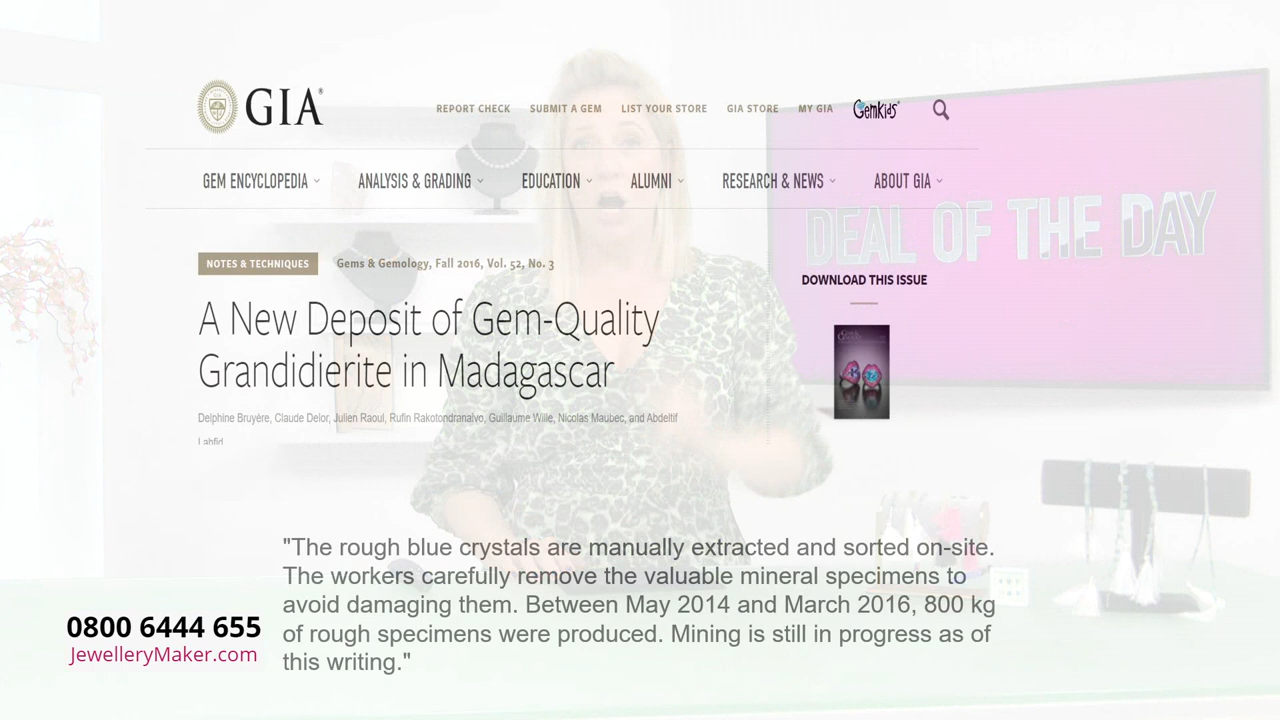 GIA®
REPORT CHECK SUBMIT A GEM LIST YOUR STORE GIA STORE MY GIA GemKids®
GEM ENCYCLOPEDIA ANALYSIS & GRADING EDUCATION ALUMNI RESEARCH & NEWS ABOUT GIA
DEAL OF THE DAY
NOTES & TECHNIQUES Gems & Gemology, Fall 2016, Vol. 52, No. 3
DOWNLOAD THIS ISSUE
A New Deposit of Gem-Quality
Grandidierite in Madagascar
Delphine Bruyère, Claude Delor, Julien Raoul, Rufin Rakotondranaivo, Guillaume Wille, Nicolas Maubec, and Abdeltif
Lahfid
"The rough blue crystals are manually extracted and sorted on-site.
The workers carefully remove the valuable mineral specimens to
avoid damaging them. Between May 2014 and March 2016, 800 kg
of rough specimens were produced. Mining is still in progress as of
this writing."
0800 6444 655
JewelleryMaker.com